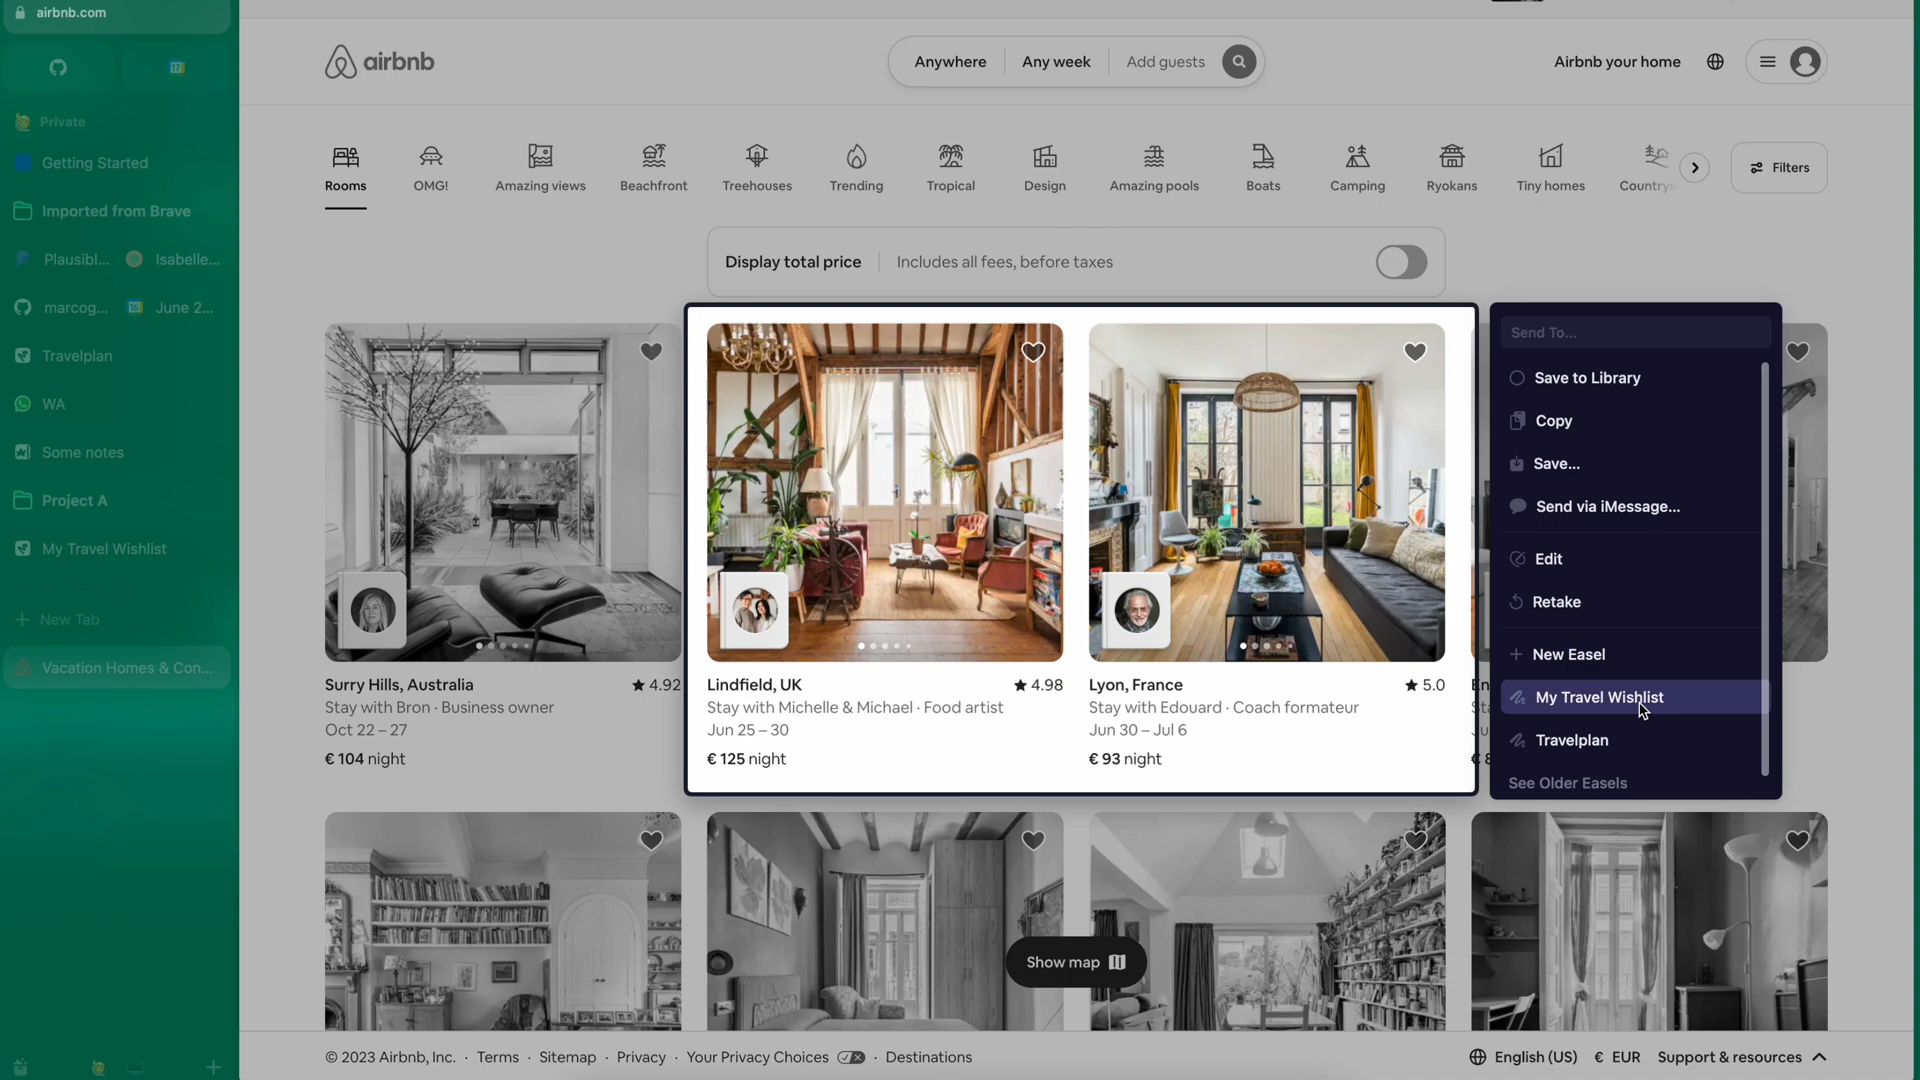 airbnb.com
Private
Getting Started
Imported from Brave
Plausibl... Isabelle...
marcog... June 2...
Travelplan
WA
Some notes
Project A
My Travel Wishlist
+ New Tab
Vacation Homes & Con...
airbnb
Anywhere Any week Add guests
Airbnb your home
Rooms OMG! Amazing views Beachfront Treehouses Trending Tropical Design Amazing pools Boats Camping Ryokans Tiny homes Countrys
Filters
Display total price Includes all fees, before taxes
Surry Hills, Australia ★ 4.92
Stay with Bron · Business owner
Oct 22 – 27
€ 104 night
Lindfield, UK ★ 4.98
Stay with Michelle & Michael · Food artist
Jun 25 – 30
€ 125 night
Lyon, France ★ 5.0
Stay with Edouard · Coach formateur
Jun 30 – Jul 6
€ 93 night
Send To...
Save to Library
Copy
Save...
Send via iMessage...
Edit
Retake
New Easel
My Travel Wishlist
Travelplan
See Older Easels
Show map
© 2023 Airbnb, Inc. · Terms · Sitemap · Privacy · Your Privacy Choices · Destinations
English (US) € EUR Support & resources